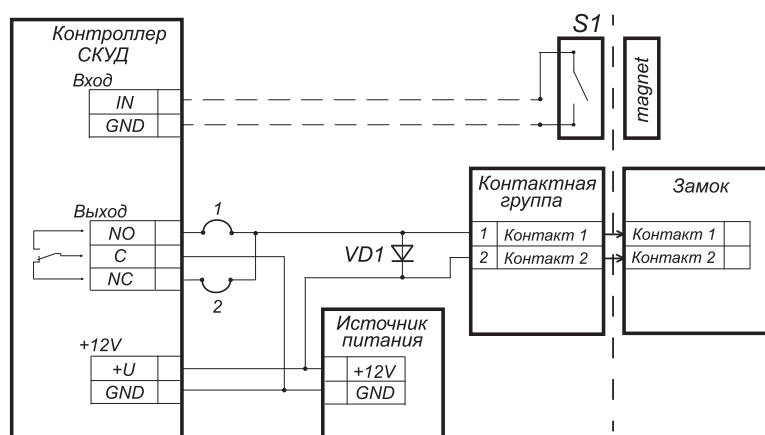 Контроллер
СКУД
Вход
IN
GND
S1
magnet
Выход
NO
C
NC
1
2
VD1
Контактная
группа
1 Контакт 1
2 Контакт 2
Замок
Контакт 1
Контакт 2
+12V
+U
GND
Источник
питания
+12V
GND